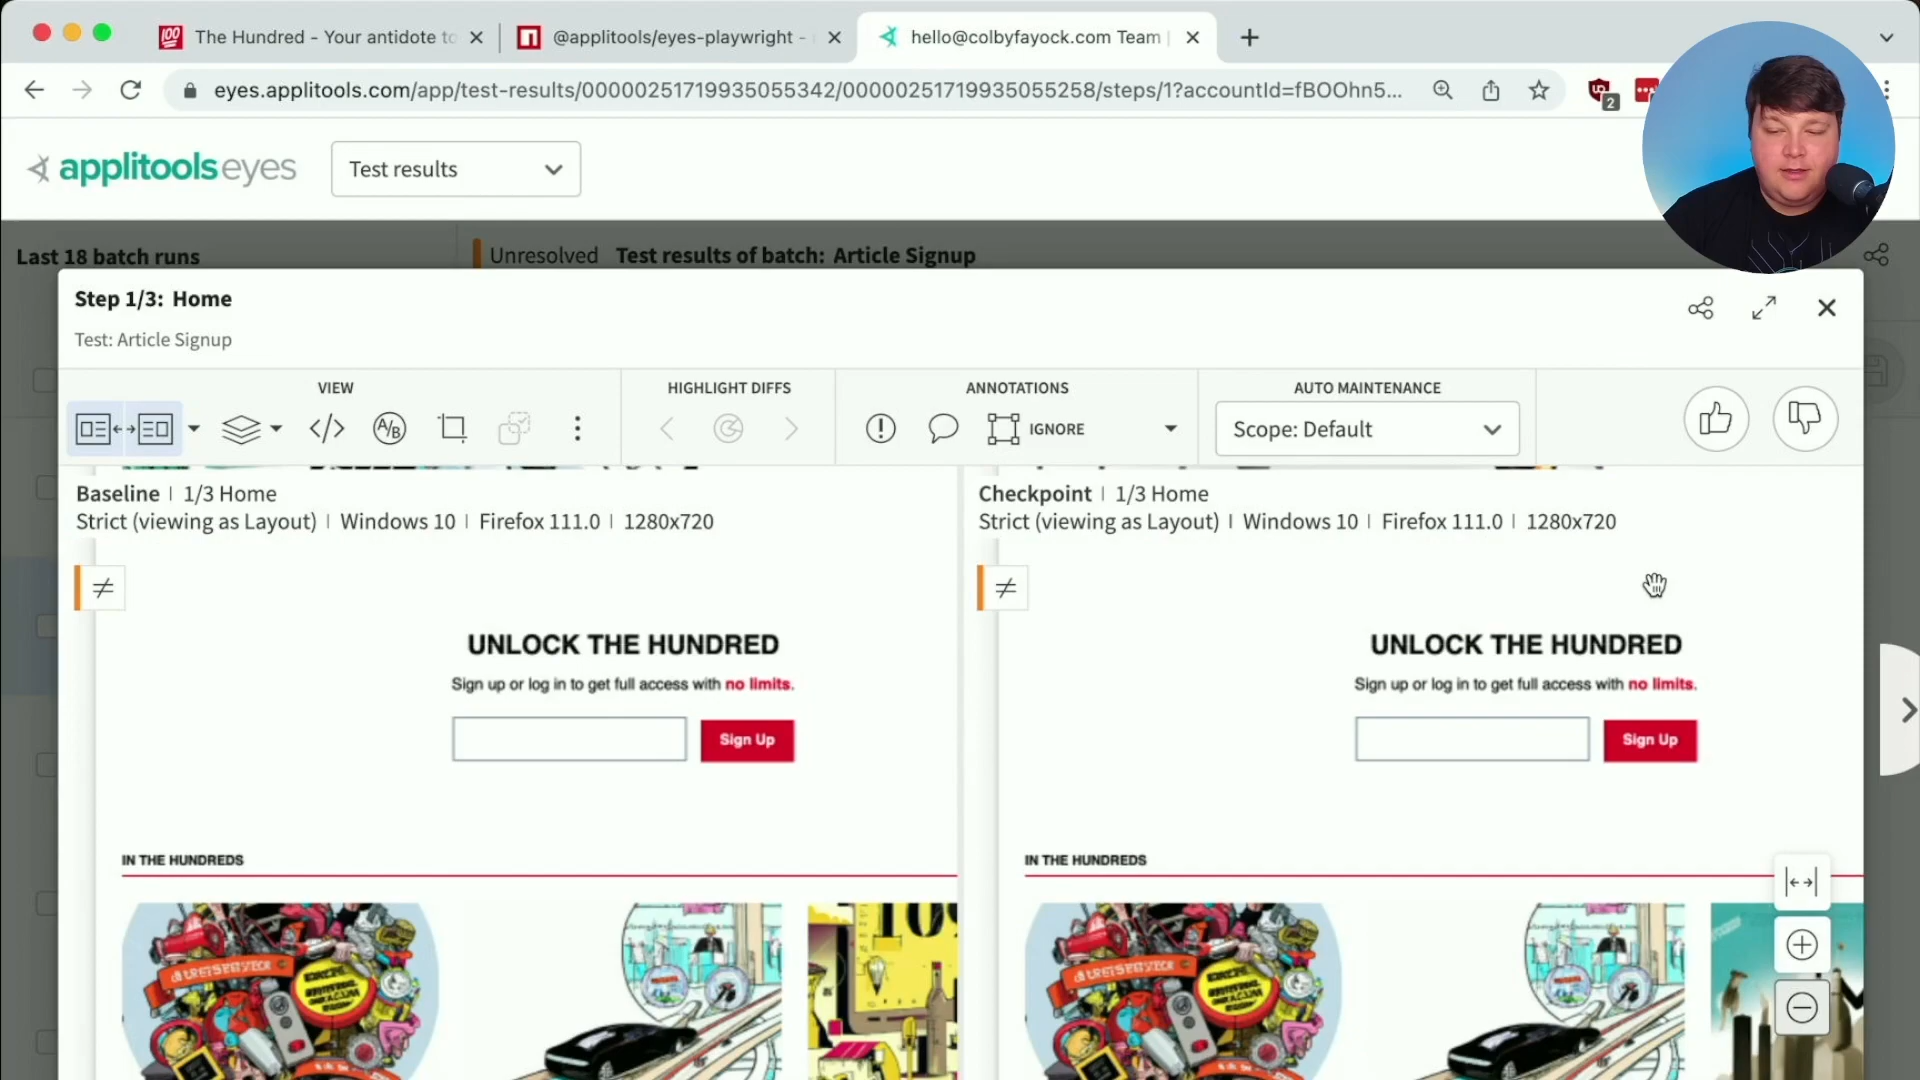 The Hundred - Your antidote to
@applitools/eyes-playwright -
hello@colbyfayock.com Team
eyes.applitools.com/app/test-results/00000251719935055342/00000251719935055258/steps/1?accountId=fBOOhn5...
2
applitools eyes
Test results
Last 18 batch runs
Unresolved Test results of batch: Article Signup
Step 1/3: Home
Test: Article Signup
VIEW
HIGHLIGHT DIFFS
ANNOTATIONS
AUTO MAINTENANCE
A/B
IGNORE
Scope: Default
Baseline | 1/3 Home
Strict (viewing as Layout) | Windows 10 | Firefox 111.0 | 1280x720
≠
UNLOCK THE HUNDRED
Sign up or log in to get full access with no limits.
Sign Up
IN THE HUNDREDS
Checkpoint | 1/3 Home
Strict (viewing as Layout) | Windows 10 | Firefox 111.0 | 1280x720
≠
UNLOCK THE HUNDRED
Sign up or log in to get full access with no limits.
Sign Up
IN THE HUNDREDS